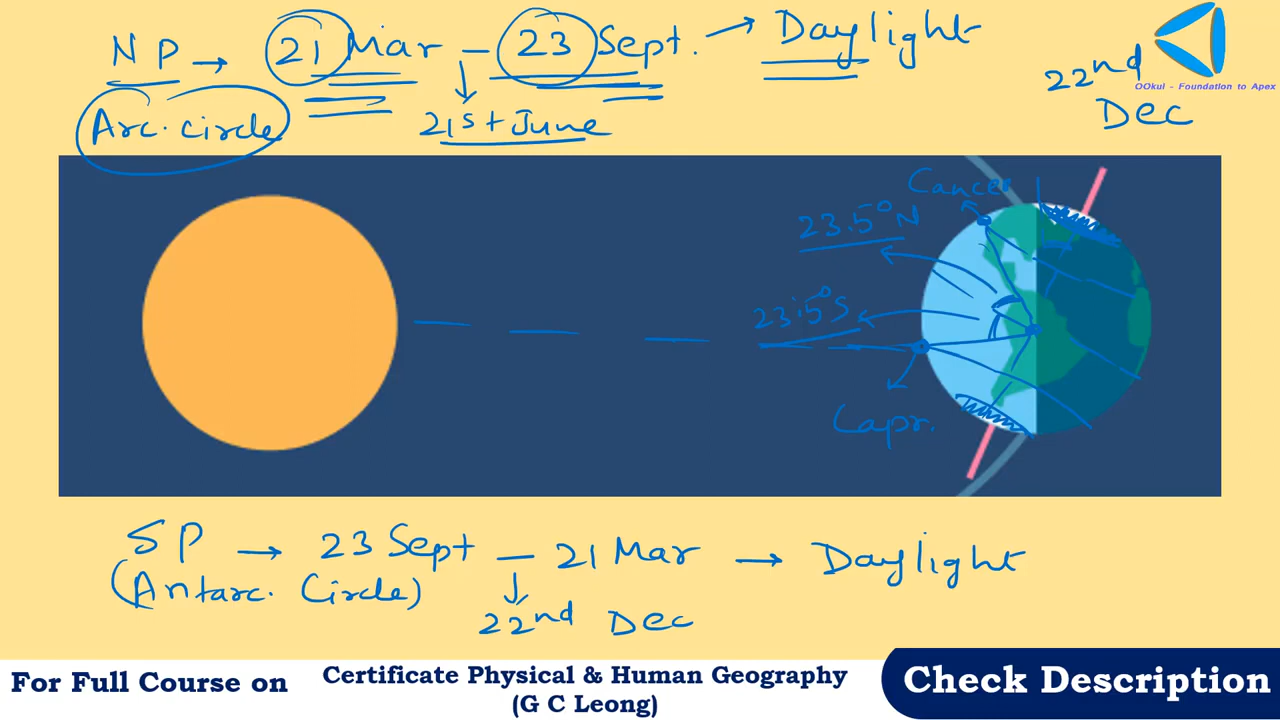 NP → 21 Mar – 23 Sept. → Daylight
Arc. circle
21st June
22nd
Dec
OOkul - Foundation to Apex
Cancer
23.5°N
23.5°S
Capr.
SP → 23 Sept – 21 Mar → Daylight
(Antarc. Circle)
22nd Dec
For Full Course on
Certificate Physical & Human Geography
(G C Leong)
Check Description